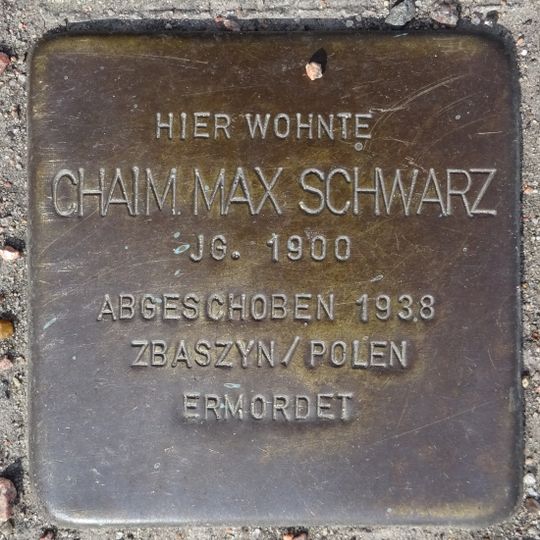 HIER WOHNTE
CHAIM MAX SCHWARZ
JG. 1900
ABGESCHOBEN 1938
ZBASZYN/POLEN
ERMORDET